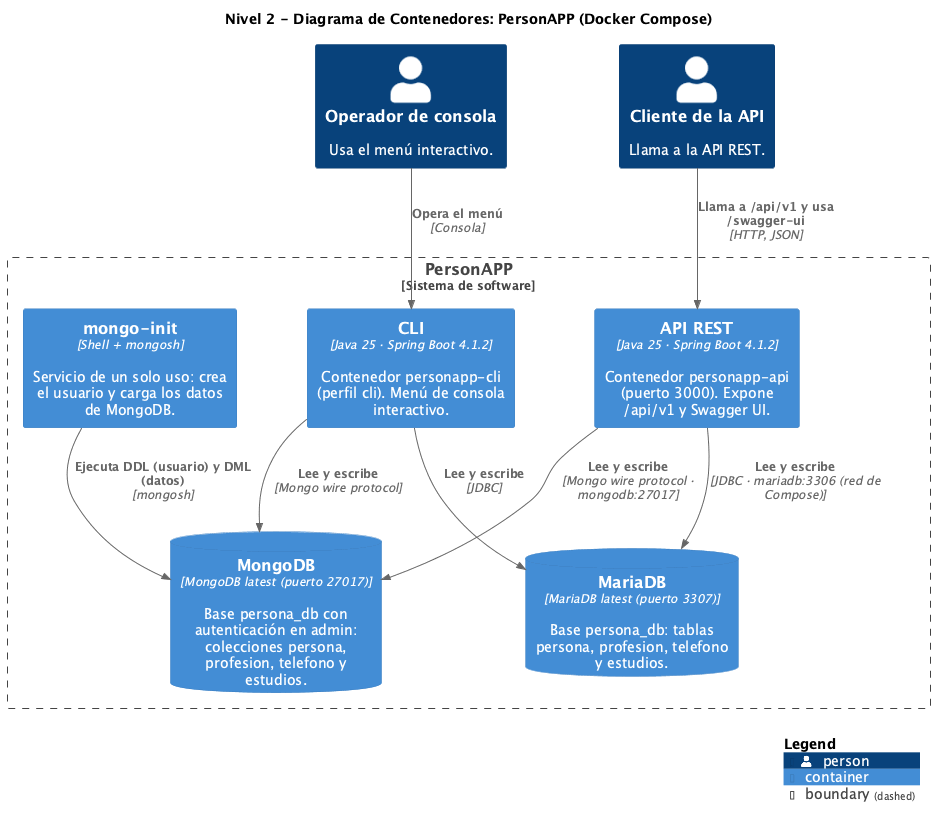 Nivel 2 – Diagrama de Contenedores: PersonAPP (Docker Compose)
Operador de consola
Usa el menú interactivo.
Cliente de la API
Llama a la API REST.
Opera el menú
[Consola]
Llama a /api/v1 y usa
/swagger-ui
[HTTP, JSON]
PersonAPP
[Sistema de software]
mongo-init
[Shell + mongosh]
Servicio de un solo uso: crea
el usuario y carga los datos
de MongoDB.
CLI
[Java 25 · Spring Boot 4.1.2]
Contenedor personapp-cli
(perfil cli). Menú de consola
interactivo.
API REST
[Java 25 · Spring Boot 4.1.2]
Contenedor personapp-api
(puerto 3000). Expone
/api/v1 y Swagger UI.
Ejecuta DDL (usuario) y DML
(datos)
[mongosh]
Lee y escribe
[Mongo wire protocol]
Lee y escribe
[JDBC]
Lee y escribe
[Mongo wire protocol ·
mongodb:27017]
Lee y escribe
[JDBC · mariadb:3306 (red de
Compose)]
MongoDB
[MongoDB latest (puerto 27017)]
Base persona_db con
autenticación en admin:
colecciones persona,
profesion, telefono y
estudios.
MariaDB
[MariaDB latest (puerto 3307)]
Base persona_db: tablas
persona, profesion, telefono
y estudios.
Legend
person
container
boundary (dashed)